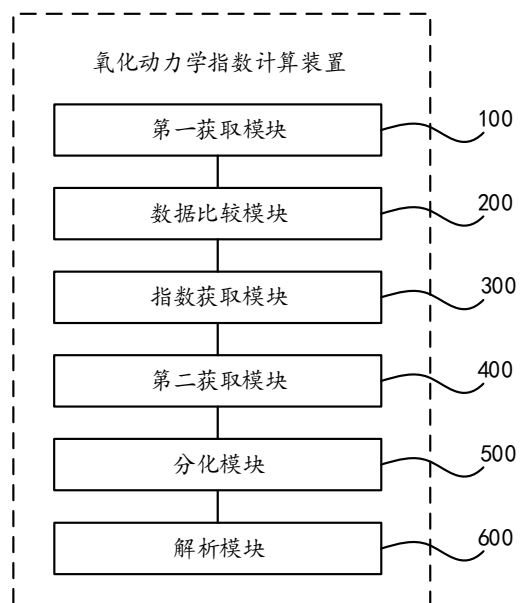 氧化动力学指数计算装置
第一获取模块
100
数据比较模块
200
指数获取模块
300
第二获取模块
400
分化模块
500
解析模块
600